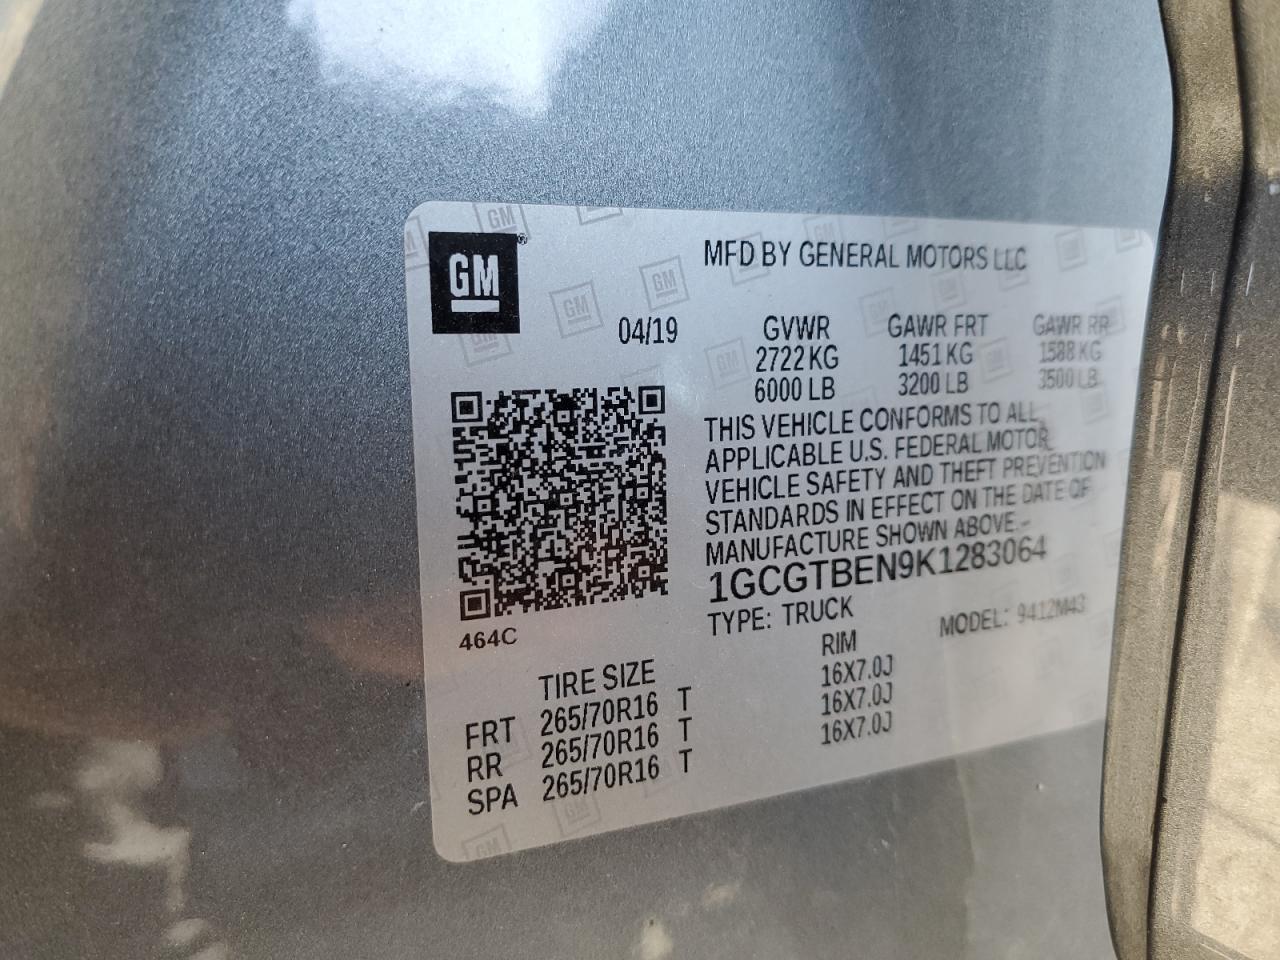 GM®
MFD BY GENERAL MOTORS LLC
04/19 GVWR GAWR FRT GAWR RR
2722 KG 1451 KG 1588 KG
6000 LB 3200 LB 3500 LB
THIS VEHICLE CONFORMS TO ALL
APPLICABLE U.S. FEDERAL MOTOR
VEHICLE SAFETY AND THEFT PREVENTION
STANDARDS IN EFFECT ON THE DATE OF
MANUFACTURE SHOWN ABOVE.-
1GCGTBEN9K1283064
TYPE: TRUCK MODEL: 9412M43
464C
TIRE SIZE RIM
FRT 265/70R16 T 16X7.0J
RR 265/70R16 T 16X7.0J
SPA 265/70R16 T 16X7.0J